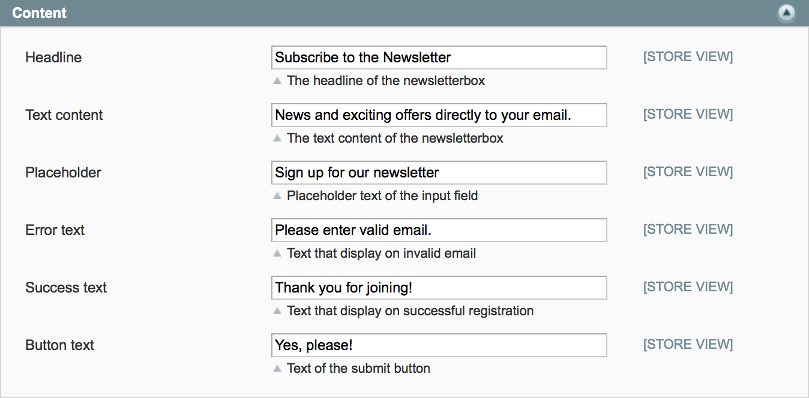 Content
Headline Subscribe to the Newsletter [STORE VIEW]
The headline of the newsletterbox
Text content News and exciting offers directly to your email. [STORE VIEW]
The text content of the newsletterbox
Placeholder Sign up for our newsletter [STORE VIEW]
Placeholder text of the input field
Error text Please enter valid email. [STORE VIEW]
Text that display on invalid email
Success text Thank you for joining! [STORE VIEW]
Text that display on successful registration
Button text Yes, please! [STORE VIEW]
Text of the submit button